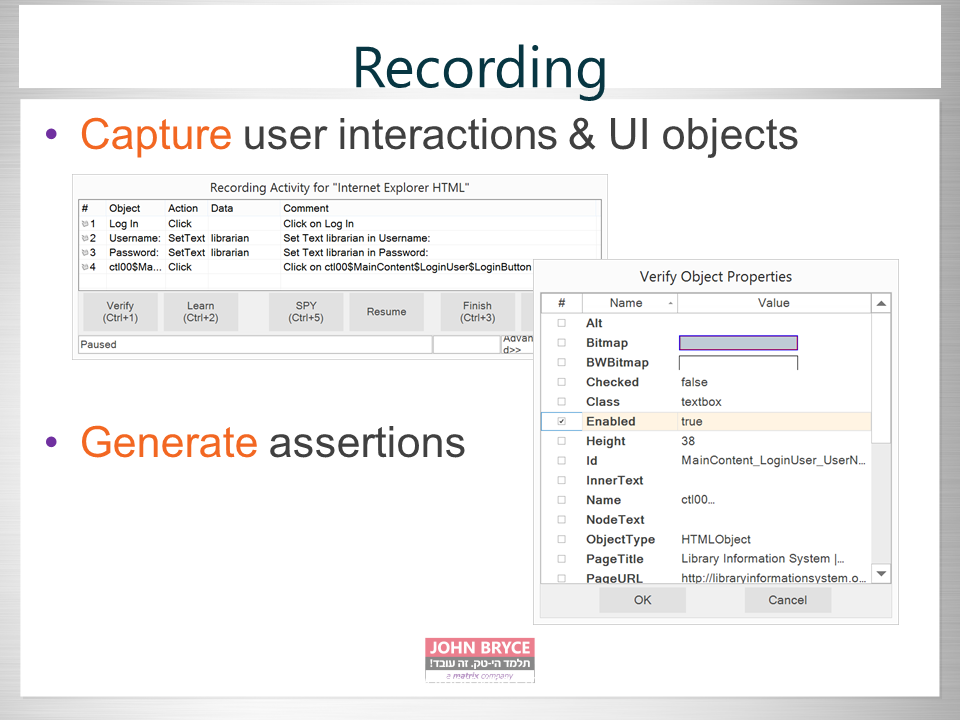 Recording
• Capture user interactions & UI objects
Recording Activity for "Internet Explorer HTML"
# Object Action Data Comment
1 Log In Click Click on Log In
2 Username: SetText librarian Set Text librarian in Username:
3 Password: SetText librarian Set Text librarian in Password:
4 ctl00$Ma... Click Click on ctl00$MainContent$LoginUser$LoginButton
Verify (Ctrl+1)
Learn (Ctrl+2)
SPY (Ctrl+5)
Resume
Finish (Ctrl+3)
Paused
Advan
d>>
Verify Object Properties
# Name Value
Alt
Bitmap
BWBitmap
Checked false
Class textbox
Enabled true
Height 38
Id MainContent_LoginUser_UserN...
InnerText
Name ctl00...
NodeText
ObjectType HTMLObject
PageTitle Library Information System |...
PageURL http://libraryinformationsystem.o...
OK Cancel
• Generate assertions
JOHN BRYCE
תלמד הי-טק. זה עובד!
a matrix company